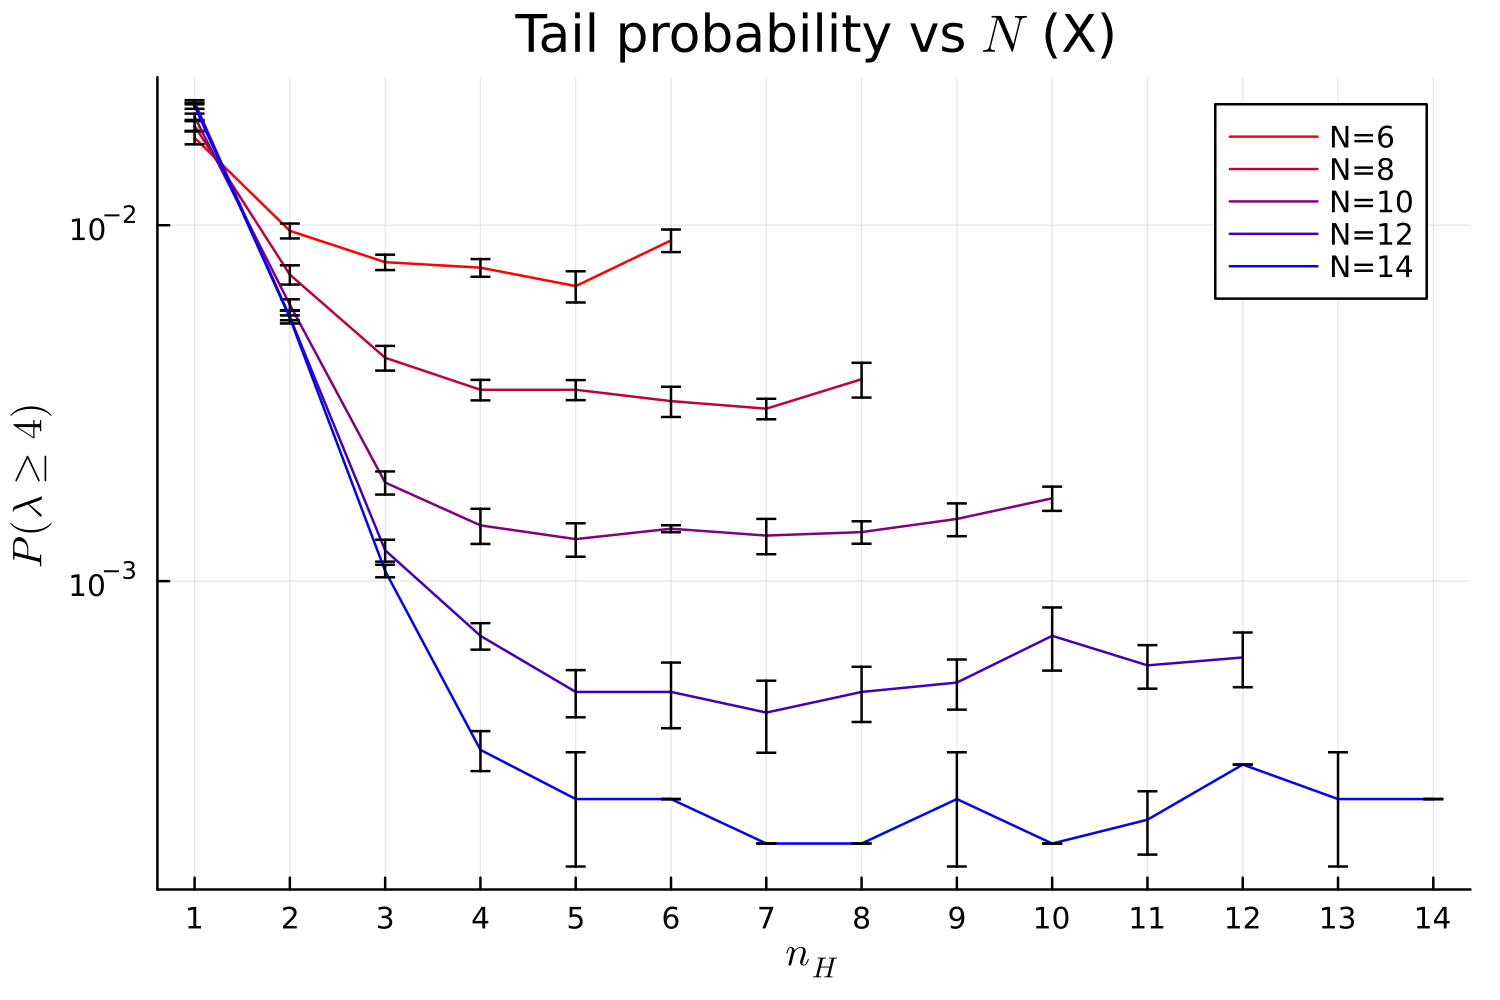 Tail probability vs N (X)
P(λ ≥ 4)
10⁻²
10⁻³
N=6
N=8
N=10
N=12
N=14
1 2 3 4 5 6 7 8 9 10 11 12 13 14
n_H